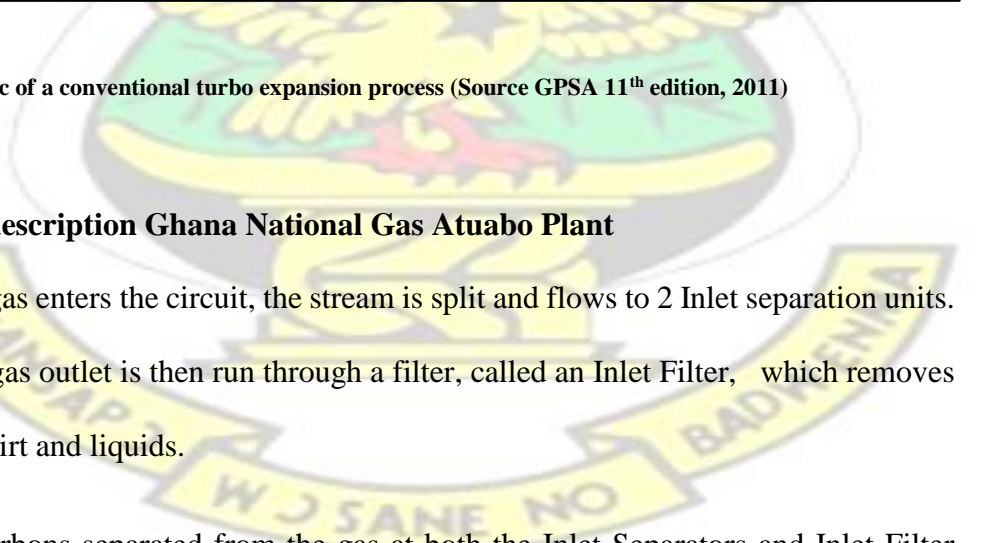 c of a conventional turbo expansion process (Source GPSA 11th edition, 2011)
escription Ghana National Gas Atuabo Plant
gas enters the circuit, the stream is split and flows to 2 Inlet separation units.
gas outlet is then run through a filter, called an Inlet Filter, which removes
irt and liquids.
W J SANE NO BADWENMA
rbons separated from the gas at both the Inlet Separators and Inlet Filter